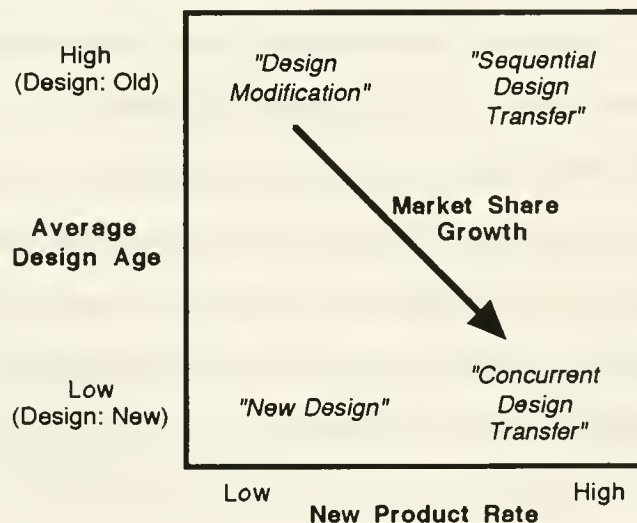 High
(Design: Old)
"Design
Modification"
"Sequential
Design
Transfer"
Average
Design Age
Market Share
Growth
Low
(Design: New)
"New Design"
"Concurrent
Design
Transfer"
Low
High
New Product Rate